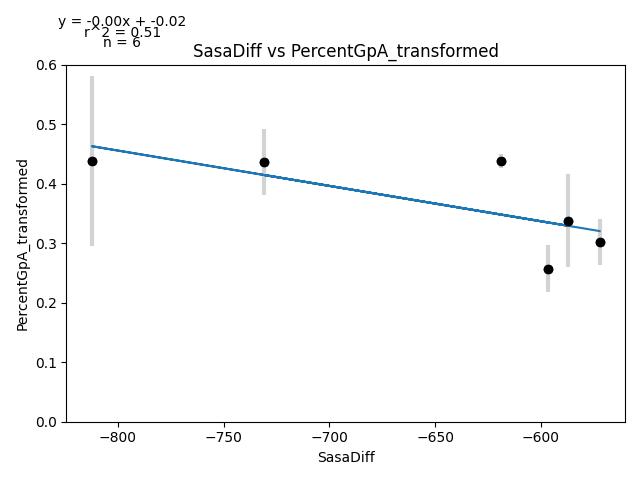 y = -0.00x + -0.02
r^2 = 0.51
n = 6
SasaDiff vs PercentGpA_transformed
PercentGpA_transformed
0.6
0.5
0.4
0.3
0.2
0.1
0.0
−800
−750
−700
−650
−600
SasaDiff